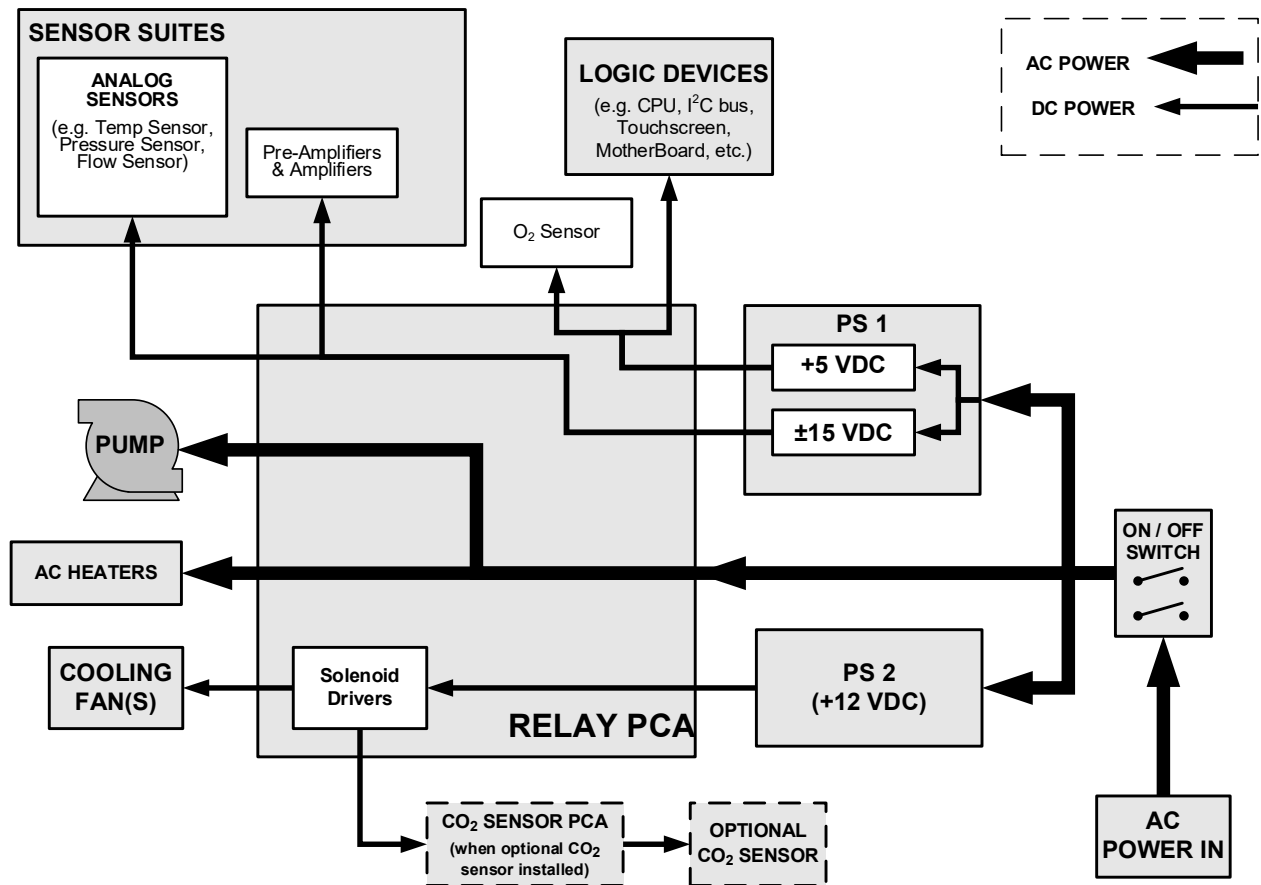 SENSOR SUITES
ANALOG
SENSORS
(e.g. Temp Sensor,
Pressure Sensor,
Flow Sensor)
Pre-Amplifiers
& Amplifiers
LOGIC DEVICES
(e.g. CPU, I²C bus,
Touchscreen,
MotherBoard, etc.)
AC POWER
DC POWER
O₂ Sensor
PS 1
+5 VDC
±15 VDC
PUMP
ON / OFF
SWITCH
AC HEATERS
COOLING
FAN(S)
Solenoid
Drivers
RELAY PCA
PS 2
(+12 VDC)
CO₂ SENSOR PCA
(when optional CO₂
sensor installed)
OPTIONAL
CO₂ SENSOR
AC
POWER IN